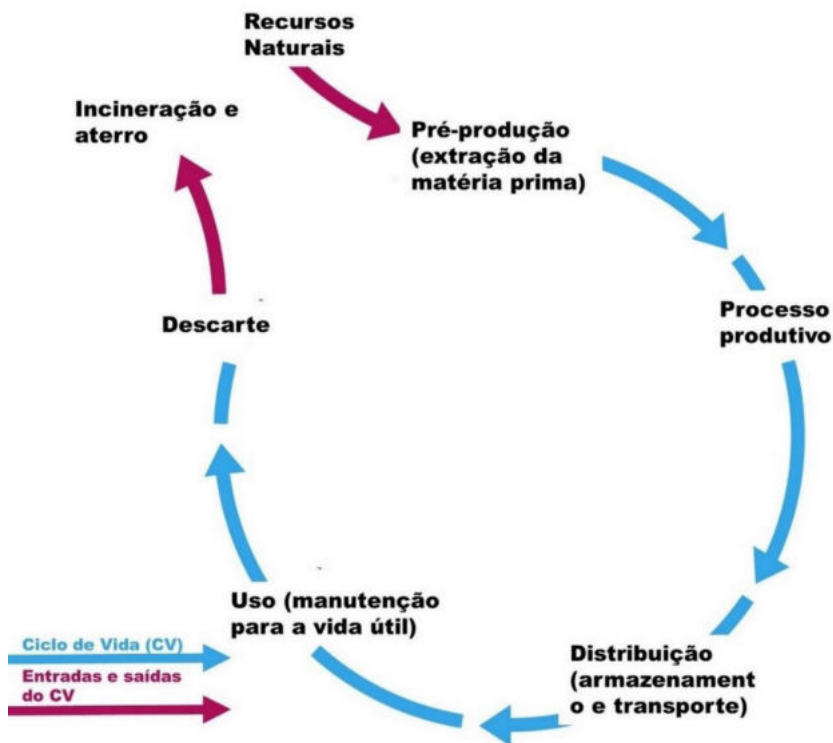 Recursos
Naturais
Incineração e
aterro
Pré-produção
(extração da
matéria prima)
Processo
produtivo
Descarte
Uso (manutenção
para a vida útil)
Distribuição
(armazenament
o e transporte)
Ciclo de Vida (CV)
Entradas e saídas
do CV